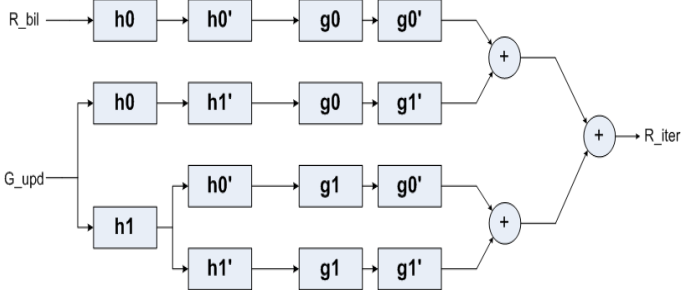 R_bil h0 h0' g0 g0'
+
h0 h1' g0 g1'
+ R_iter
G_upd
h0' g1 g0'
h1 +
h1' g1 g1'